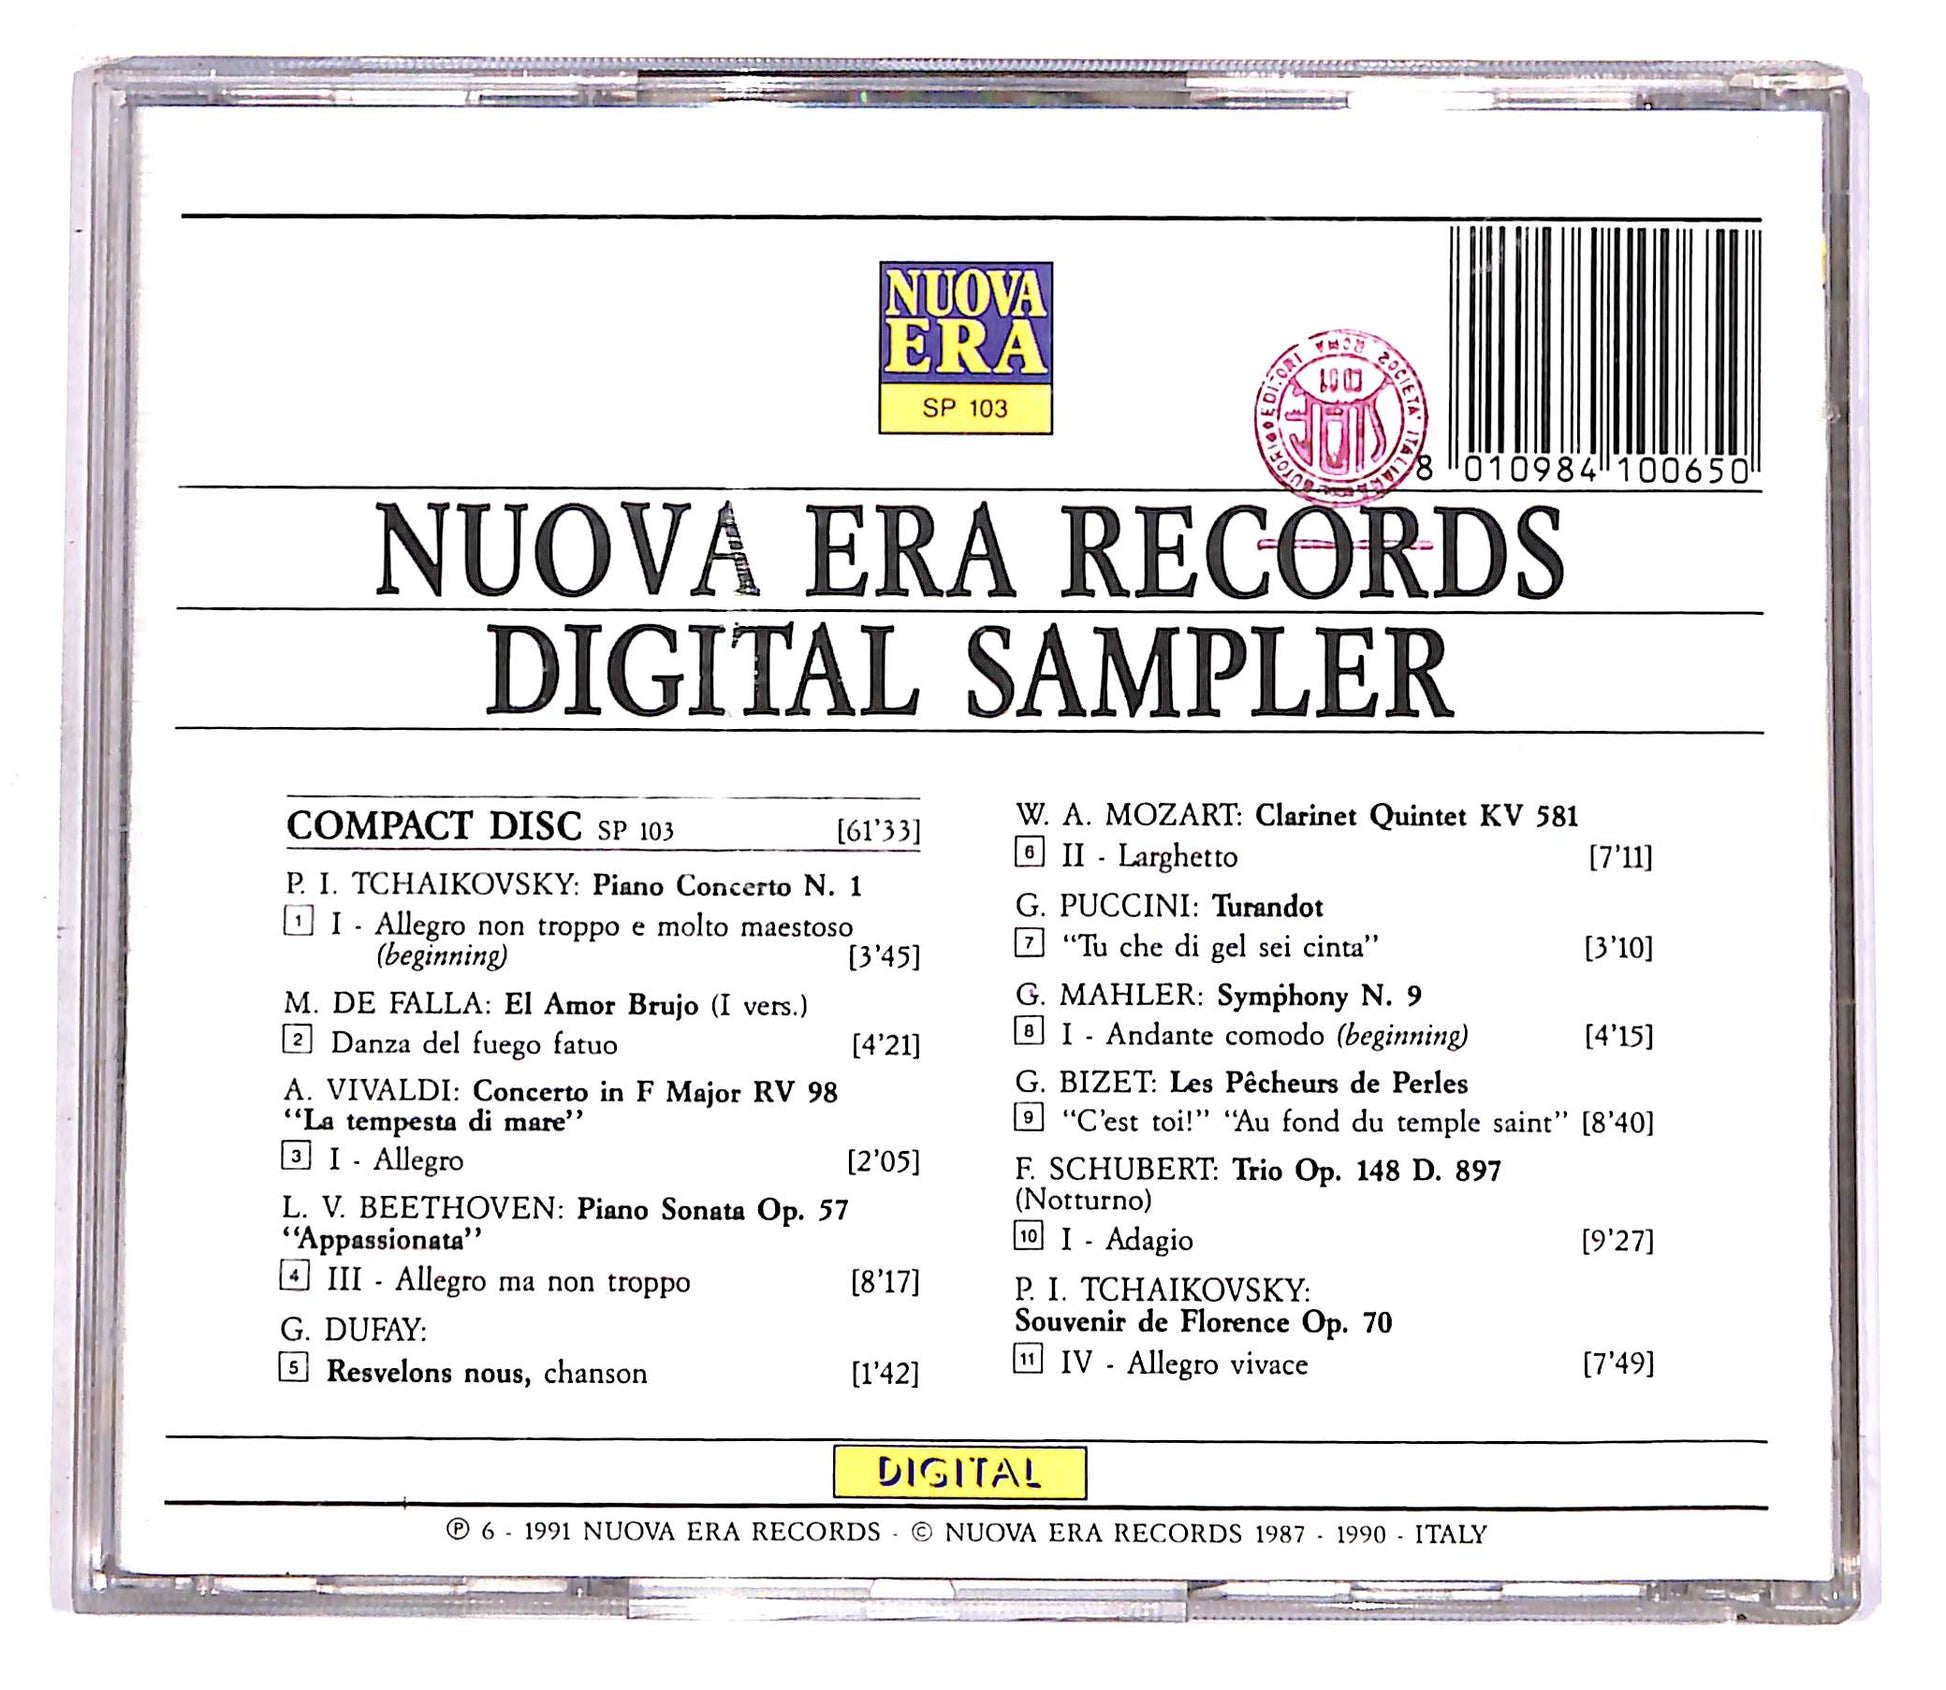 NUOVA
ERA
SP 103
SOCIETA' ITALIANA AUTORI ED EDITORI ROMA
SIAE
8 010984 100650
NUOVA ERA RECORDS
DIGITAL SAMPLER
COMPACT DISC SP 103 [61'33]
P. I. TCHAIKOVSKY: Piano Concerto N. 1
1 I - Allegro non troppo e molto maestoso
(beginning) [3'45]
M. DE FALLA: El Amor Brujo (I vers.)
2 Danza del fuego fatuo [4'21]
A. VIVALDI: Concerto in F Major RV 98
“La tempesta di mare”
3 I - Allegro [2'05]
L. V. BEETHOVEN: Piano Sonata Op. 57
“Appassionata”
4 III - Allegro ma non troppo [8'17]
G. DUFAY:
5 Resvelons nous, chanson [1'42]
W. A. MOZART: Clarinet Quintet KV 581
6 II - Larghetto [7'11]
G. PUCCINI: Turandot
7 “Tu che di gel sei cinta” [3'10]
G. MAHLER: Symphony N. 9
8 I - Andante comodo (beginning) [4'15]
G. BIZET: Les Pêcheurs de Perles
9 “C'est toi!” “Au fond du temple saint” [8'40]
F. SCHUBERT: Trio Op. 148 D. 897
(Notturno)
10 I - Adagio [9'27]
P. I. TCHAIKOVSKY:
Souvenir de Florence Op. 70
11 IV - Allegro vivace [7'49]
DIGITAL
℗ 6 - 1991 NUOVA ERA RECORDS - © NUOVA ERA RECORDS 1987 - 1990 - ITALY